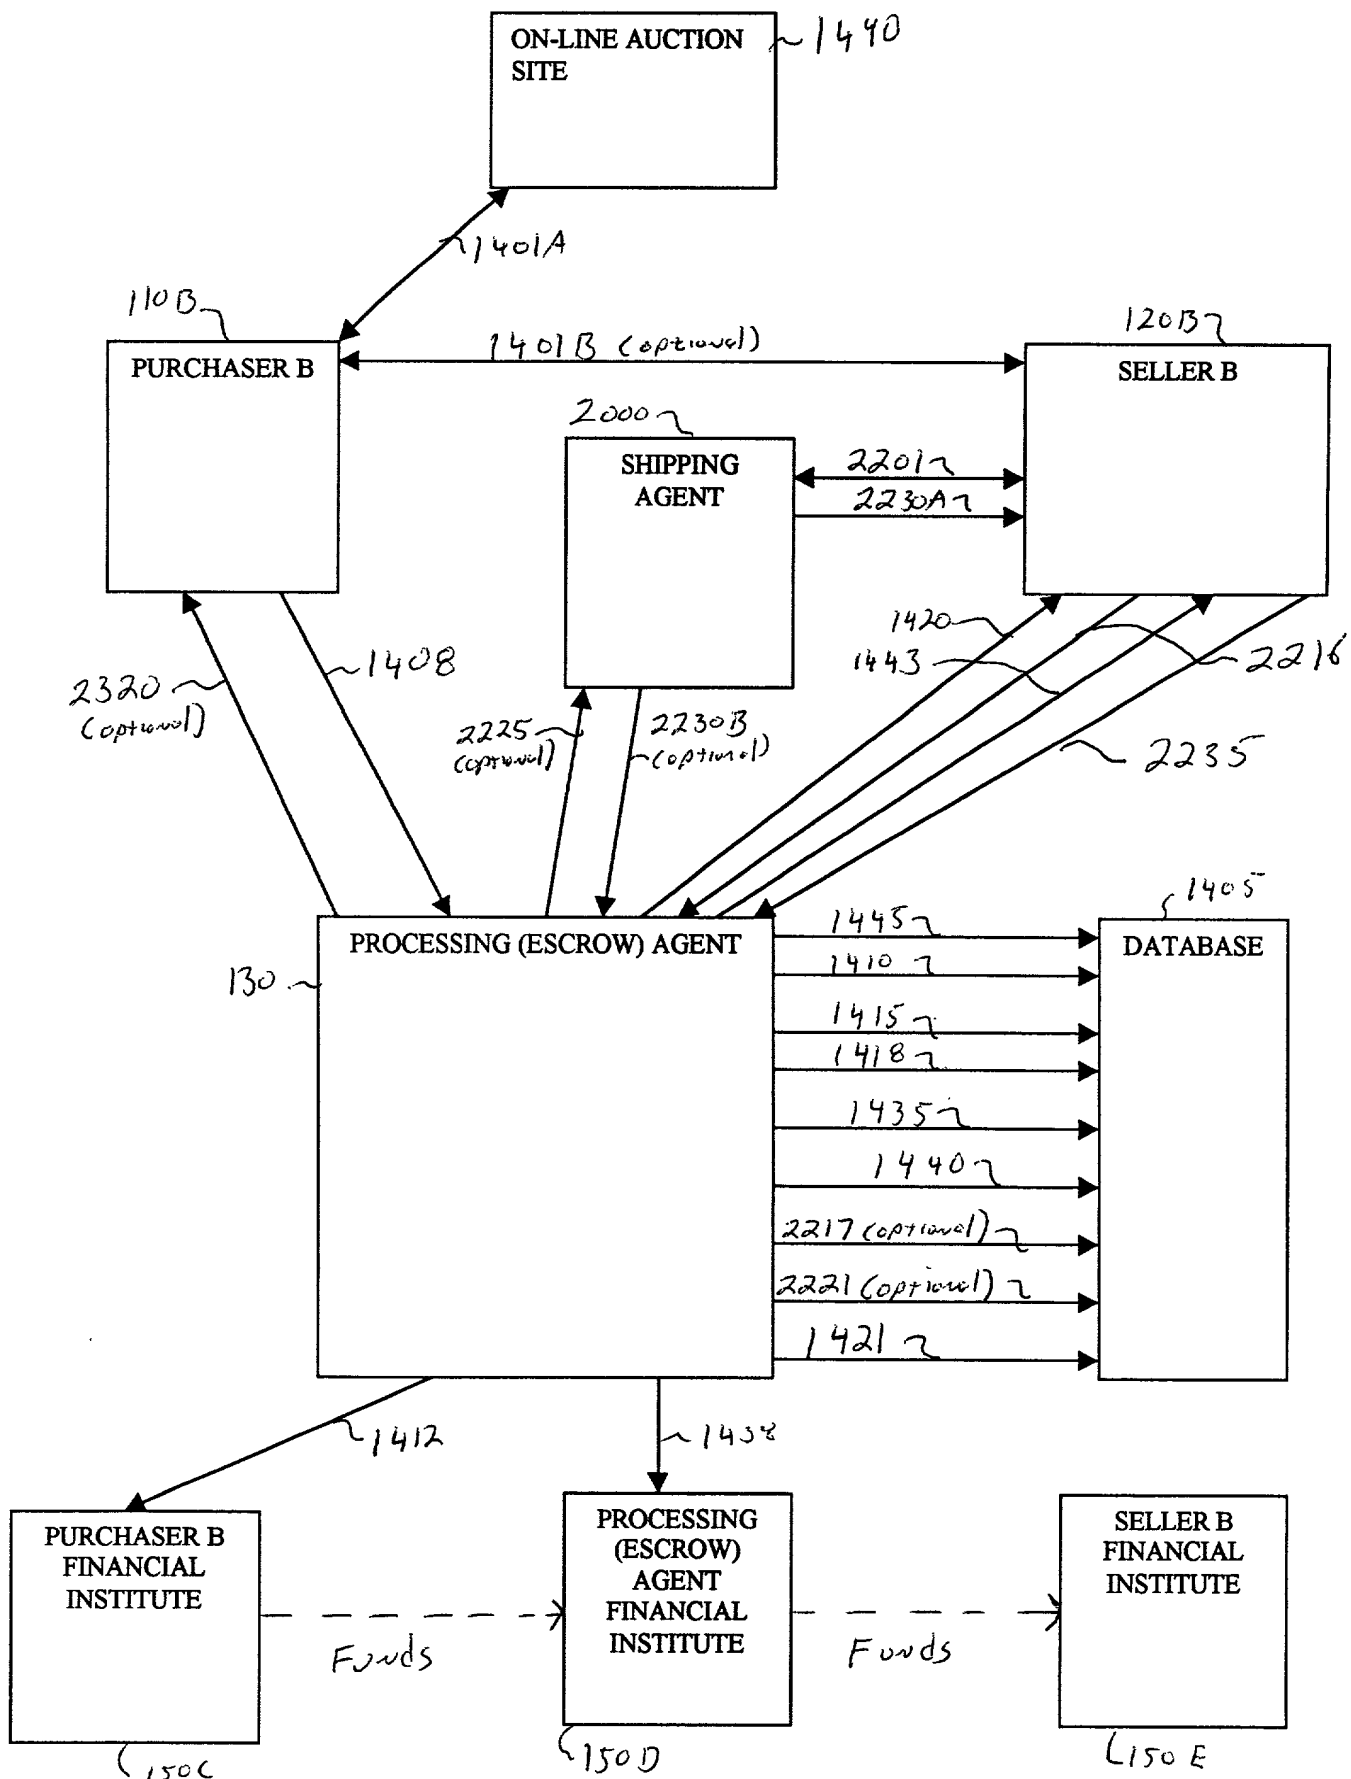 ON-LINE AUCTION
SITE
1490
1401A
110B
120B
PURCHASER B
1401B (optional)
SELLER B
2000
SHIPPING
AGENT
2201
2230A
1420
1443
2216
1408
2320
(optional)
2225
(optional)
2230B
(optional)
2235
1405
PROCESSING (ESCROW) AGENT
130
1445
DATABASE
1410
1415
1418
1435
1440
2217 (optional)
2221 (optional)
1421
1412
1438
PURCHASER B
FINANCIAL
INSTITUTE
PROCESSING
(ESCROW)
AGENT
FINANCIAL
INSTITUTE
SELLER B
FINANCIAL
INSTITUTE
Funds
Funds
150C
150D
150E